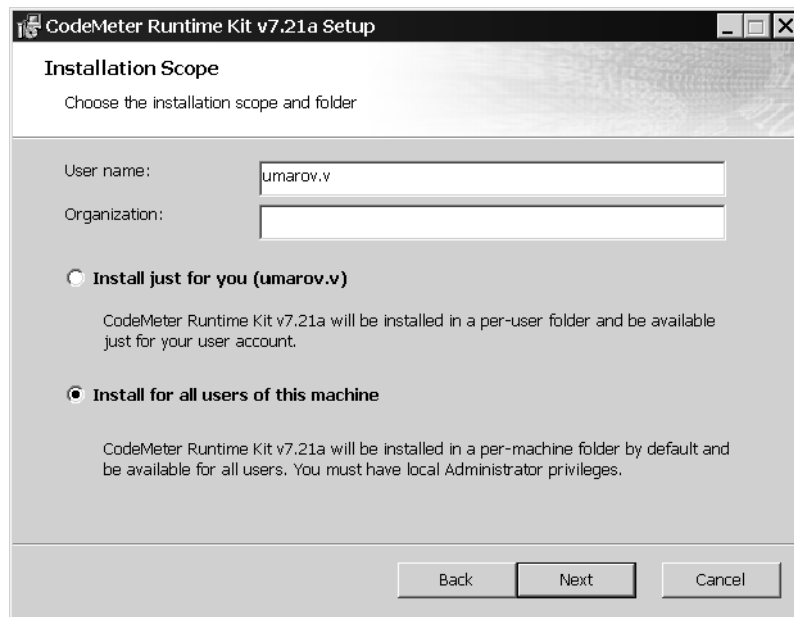 CodeMeter Runtime Kit v7.21a Setup
Installation Scope
Choose the installation scope and folder
User name:
umarov.v
Organization:
Install just for you (umarov.v)
CodeMeter Runtime Kit v7.21a will be installed in a per-user folder and be available
just for your user account.
Install for all users of this machine
CodeMeter Runtime Kit v7.21a will be installed in a per-machine folder by default and
be available for all users. You must have local Administrator privileges.
Back
Next
Cancel